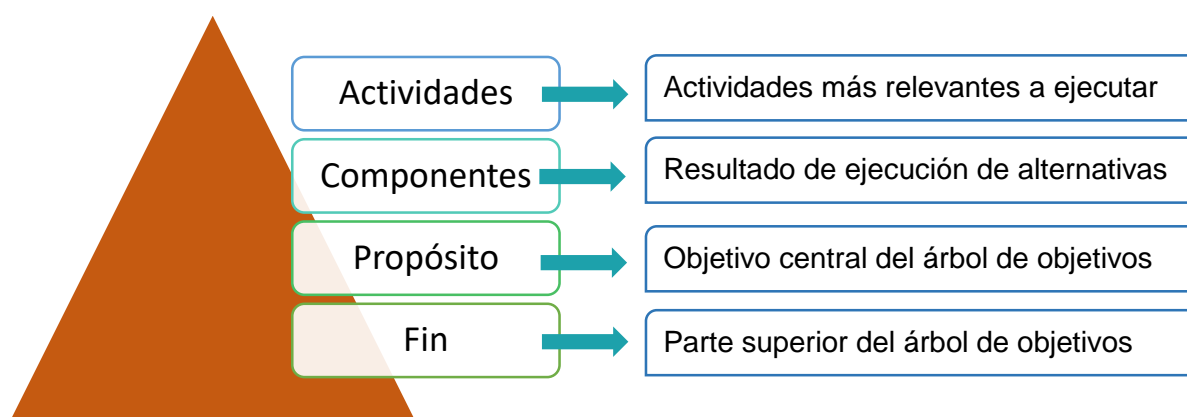 Actividades
Actividades más relevantes a ejecutar
Componentes
Resultado de ejecución de alternativas
Propósito
Objetivo central del árbol de objetivos
Fin
Parte superior del árbol de objetivos